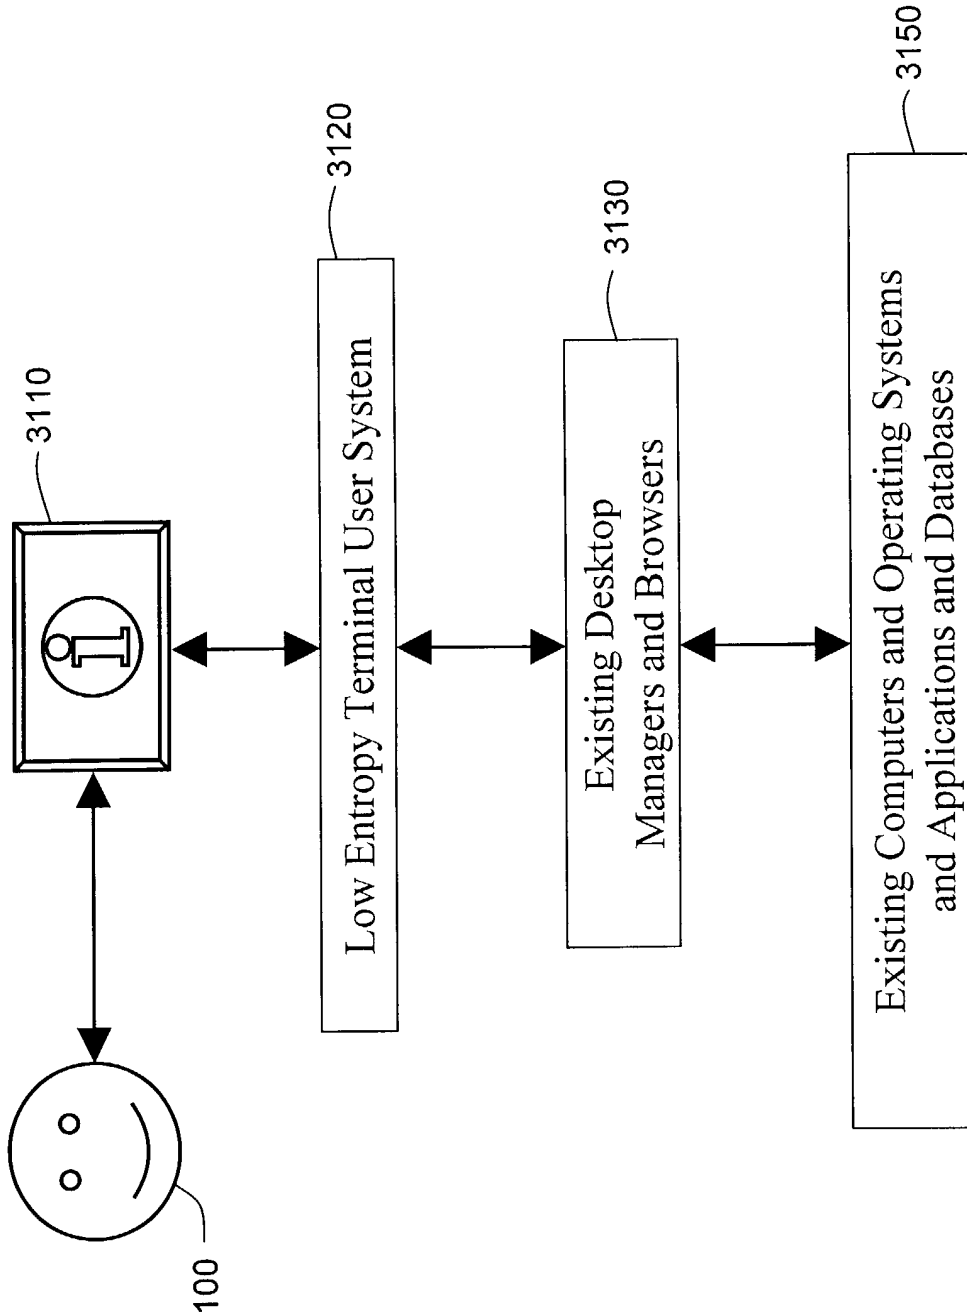 100
i
3110
3120
Low Entropy Terminal User System
3130
Existing Desktop
Managers and Browsers
3150
Existing Computers and Operating Systems
and Applications and Databases